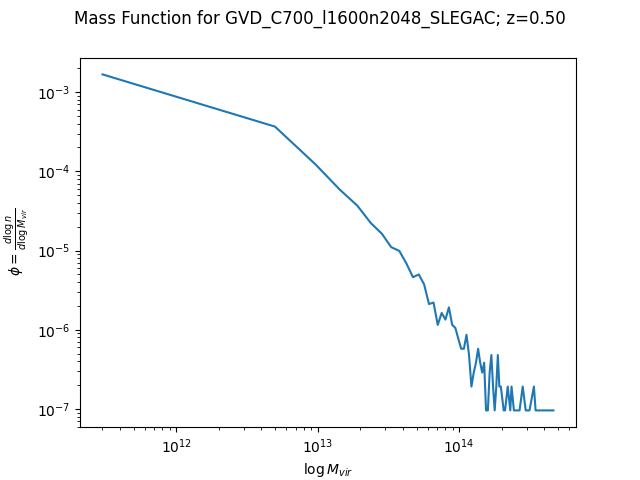 Mass Function for GVD_C700_l1600n2048_SLEGAC; z=0.50
10⁻³
10⁻⁴
10⁻⁵
10⁻⁶
10⁻⁷
ϕ = d log n / d log M_vir
10¹² 10¹³ 10¹⁴
log M_vir